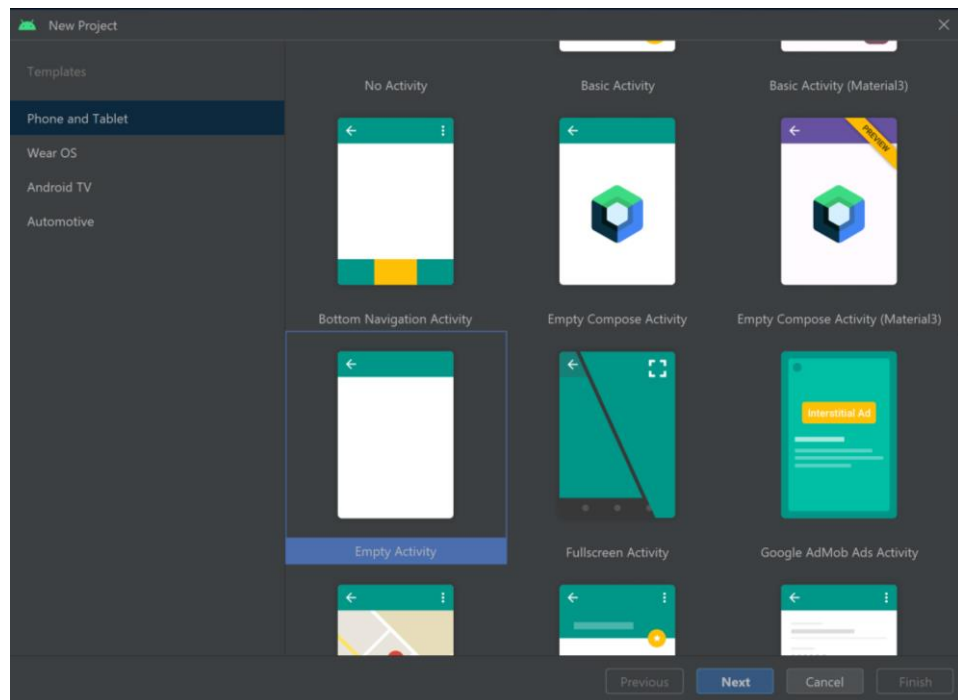 New Project
Templates
Phone and Tablet
Wear OS
Android TV
Automotive
No Activity
Basic Activity
Basic Activity (Material3)
PREVIEW
Bottom Navigation Activity
Empty Compose Activity
Empty Compose Activity (Material3)
Interstitial Ad
Empty Activity
Fullscreen Activity
Google AdMob Ads Activity
Previous
Next
Cancel
Finish